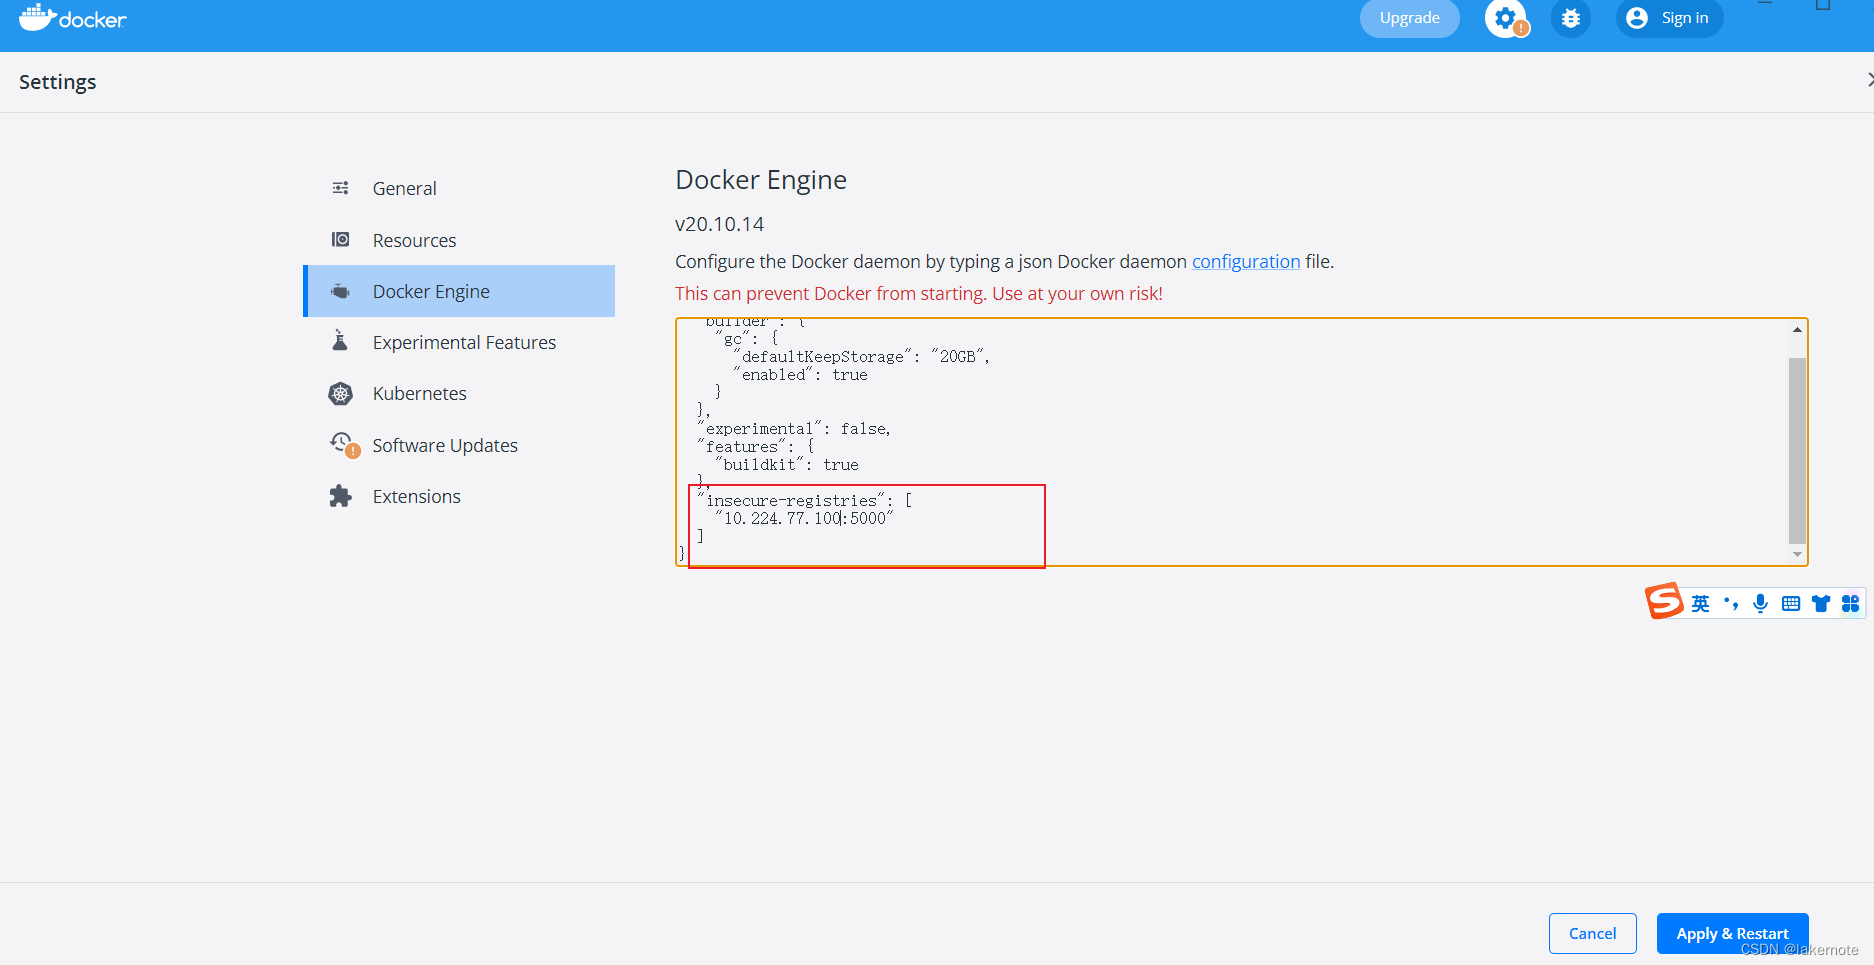 docker
Upgrade
Sign in
Settings
General
Resources
Docker Engine
Experimental Features
Kubernetes
Software Updates
Extensions
Docker Engine
v20.10.14
Configure the Docker daemon by typing a json Docker daemon configuration file.
This can prevent Docker from starting. Use at your own risk!
"builder": {
"gc": {
"defaultKeepStorage": "20GB",
"enabled": true
}
},
"experimental": false,
"features": {
"buildkit": true
},
"insecure-registries": [
"10.224.77.100:5000"
]
}
英
Cancel
Apply & Restart
CSDN @lakernote